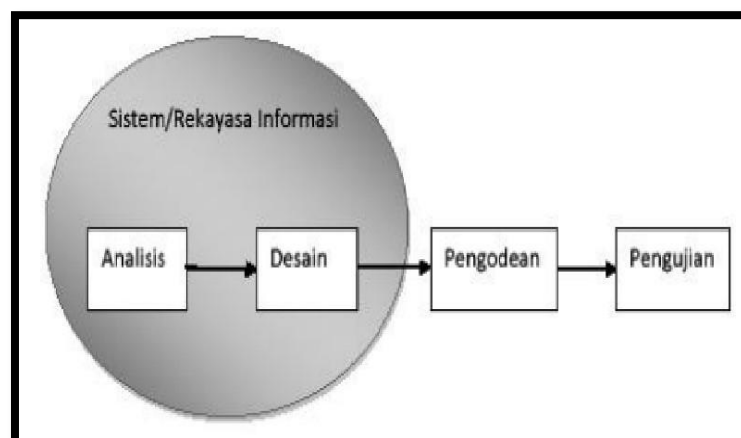 Sistem/Rekayasa Informasi
Analisis
Desain
Pengodean
Pengujian